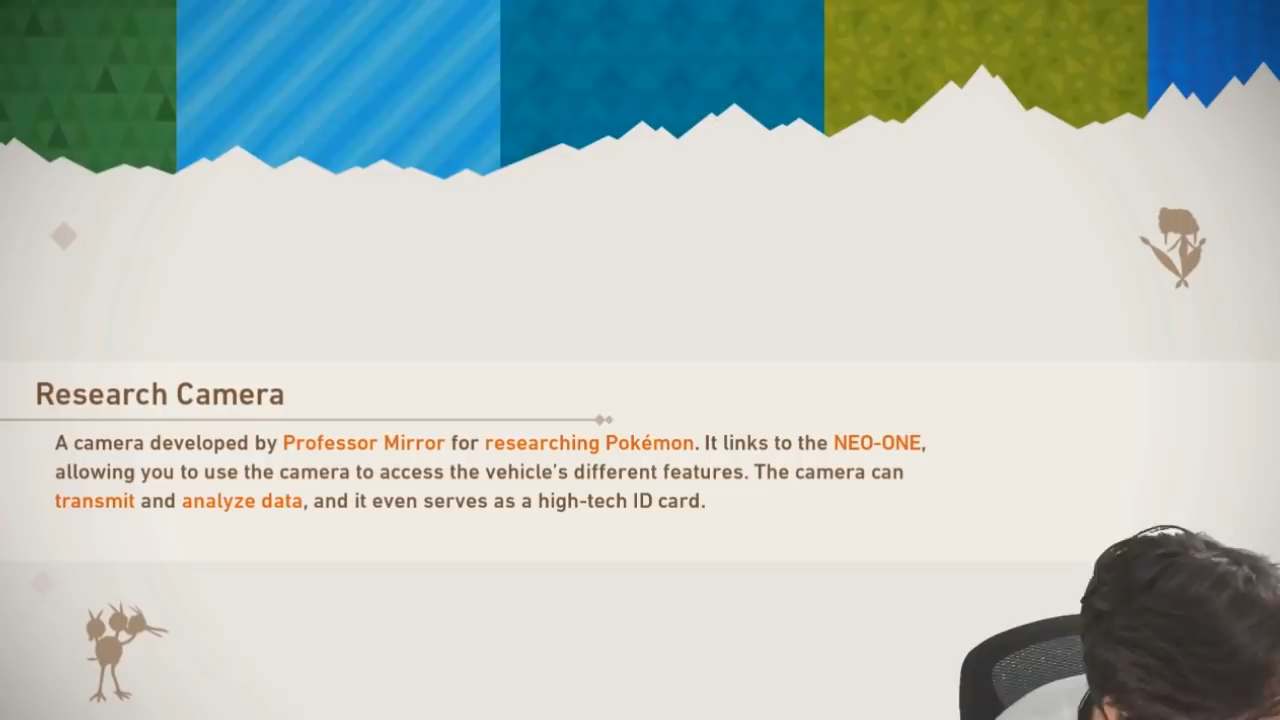 Research Camera
A camera developed by Professor Mirror for researching Pokémon. It links to the NEO-ONE,
allowing you to use the camera to access the vehicle's different features. The camera can
transmit and analyze data, and it even serves as a high-tech ID card.